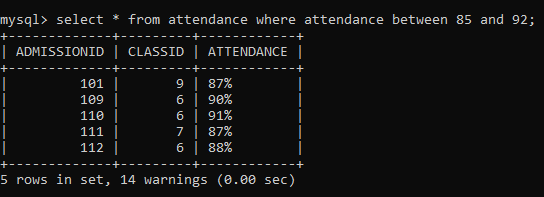 mysql> select * from attendance where attendance between 85 and 92;
+-------------+---------+------------+
| ADMISSIONID | CLASSID | ATTENDANCE |
+-------------+---------+------------+
|         101 |       9 | 87%        |
|         109 |       6 | 90%        |
|         110 |       6 | 91%        |
|         111 |       7 | 87%        |
|         112 |       6 | 88%        |
+-------------+---------+------------+
5 rows in set, 14 warnings (0.00 sec)